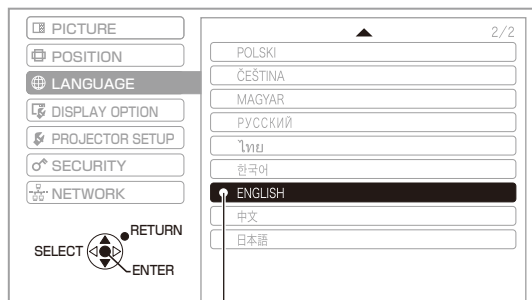 PICTURE
POSITION
LANGUAGE
DISPLAY OPTION
PROJECTOR SETUP
SECURITY
NETWORK
RETURN
SELECT
ENTER
2/2
POLSKI
ČEŠTINA
MAGYAR
РУССКИЙ
ไทย
한국어
ENGLISH
中文
日本語